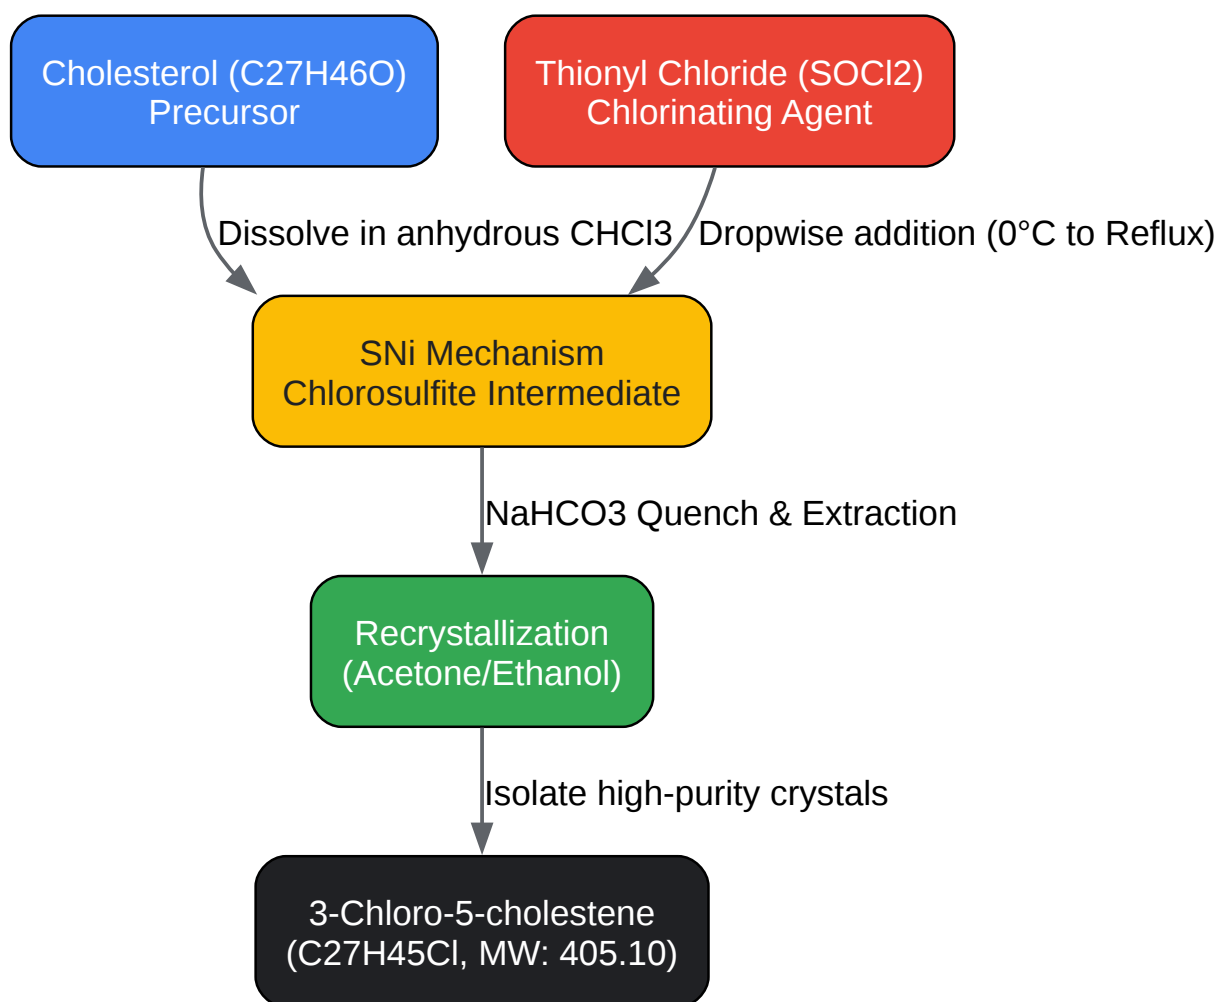 Cholesterol (C27H46O)
Precursor
Thionyl Chloride (SOCl2)
Chlorinating Agent
Dissolve in anhydrous CHCl3
Dropwise addition (0°C to Reflux)
SNi Mechanism
Chlorosulfite Intermediate
NaHCO3 Quench & Extraction
Recrystallization
(Acetone/Ethanol)
Isolate high-purity crystals
3-Chloro-5-cholestene
(C27H45Cl, MW: 405.10)